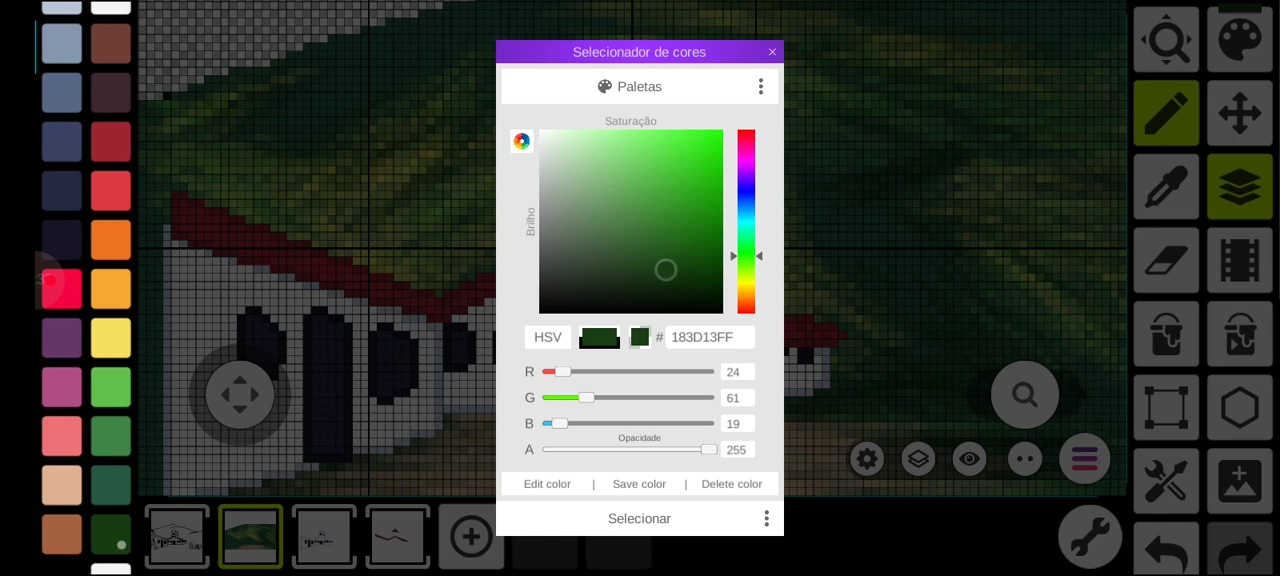 Selecionador de cores ×
Paletas
Saturação
Brilho
HSV # 183D13FF
R 24
G 61
B 19
Opacidade
A 255
Edit color | Save color | Delete color
Selecionar